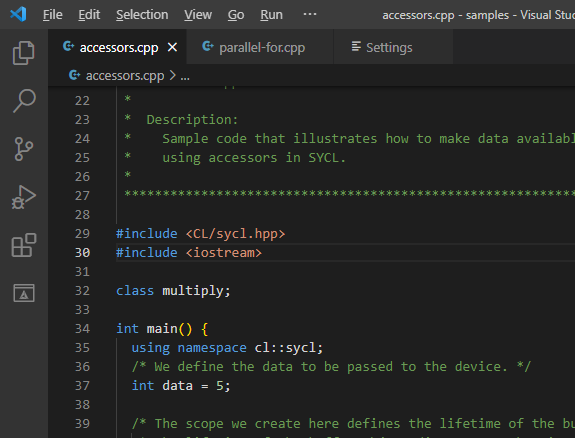 File Edit Selection View Go Run ··· accessors.cpp - samples - Visual Stud
accessors.cpp × parallel-for.cpp Settings
accessors.cpp > ...
22 *
23 * Description:
24 * Sample code that illustrates how to make data availabl
25 * using accessors in SYCL.
26 *
27 ************************************************************
28
29 #include <CL/sycl.hpp>
30 #include <iostream>
31
32 class multiply;
33
34 int main() {
35 using namespace cl::sycl;
36 /* We define the data to be passed to the device. */
37 int data = 5;
38
39 /* The scope we create here defines the lifetime of the bu